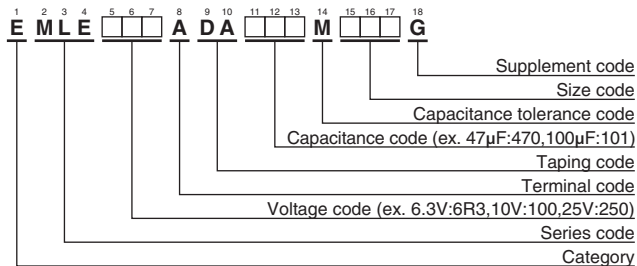 1 2 3 4 5 6 7 8 9 10 11 12 13 14 15 16 17 18
E M L E A D A M G
Supplement code
Size code
Capacitance tolerance code
Capacitance code (ex. 47µF:470,100µF:101)
Taping code
Terminal code
Voltage code (ex. 6.3V:6R3,10V:100,25V:250)
Series code
Category